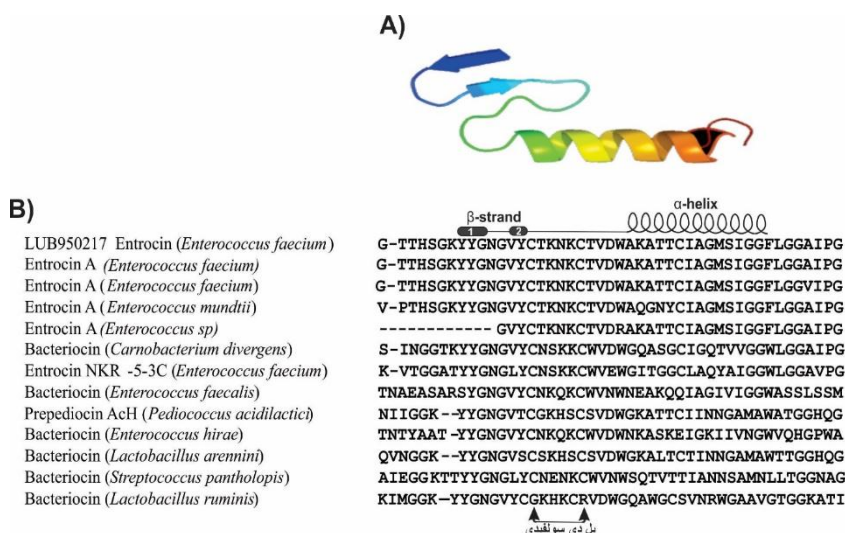 A)
B)
β-strand
α-helix
1 2
LUB950217 Entrocin (Enterococcus faecium) G-TTHSGKYYGNGVYCTKNKCTVDWAKATTCIAGMSIGGFLGGAIPG
Entrocin A (Enterococcus faecium) G-TTHSGKYYGNGVYCTKNKCTVDWAKATTCIAGMSIGGFLGGAIPG
Entrocin A (Enterococcus faecium) G-TTHSGKYYGNGVYCTKNKCTVDWAKATTCIAGMSIGGFLGGVIPG
Entrocin A (Enterococcus mundtii) V-PTHSGKYYGNGVYCTKNKCTVDWAQGNYCIAGMSIGGFLGGAIPG
Entrocin A (Enterococcus sp) ------------GVYCTKNKCTVDRAKATTCIAGMSIGGFLGGAIPG
Bacteriocin (Carnobacterium divergens) S-INGGTKYYGNGVYCNSKKCWVDWGQASGCIGQTVVGGWLGGAIPG
Entrocin NKR -5-3C (Enterococcus faecium) K-VTGGATYYGNGLYCNSKKCWVEWGITGGCLAQYAIGGWLGGAVPG
Bacteriocin (Enterococcus faecalis) TNAEASARSYGNGVYCNKQKCWVNWNEAKQQIAGIVIGGWASSLSSM
Prepediocin AcH (Pediococcus acidilactici) NIIGGK--YYGNGVTCGKHSCSVDWGKATTCIINNGAMAWATGGHQG
Bacteriocin (Enterococcus hirae) TNTYAAT-YYGNGVYCNKQKCWVDWNKASKEIGKIIVNGWVQHGPWA
Bacteriocin (Lactobacillus arennini) QVNGGK--YYGNGVSCSKHSCSVDWGKALTCTINNGAMAWTTGGHQG
Bacteriocin (Streptococcus pantholopis) AIEGGKTTYYGNGLYCNENKCWVNWSQTVTTIANNSAMNLLTGGNAG
Bacteriocin (Lactobacillus ruminis) KIMGGK–YYGNGVYCGKHKCRVDWGQAWGCSVNRWGAAVGTGGKATI
پل دی سولفیدی